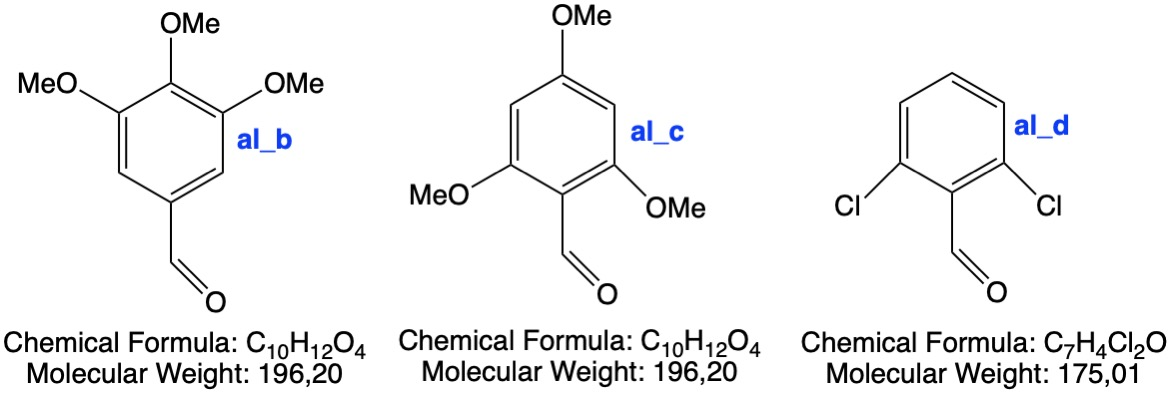 OMe
MeO
OMe
al_b
O
Chemical Formula: C₁₀H₁₂O₄
Molecular Weight: 196,20
OMe
al_c
MeO
OMe
O
Chemical Formula: C₁₀H₁₂O₄
Molecular Weight: 196,20
al_d
Cl
Cl
O
Chemical Formula: C₇H₄Cl₂O
Molecular Weight: 175,01